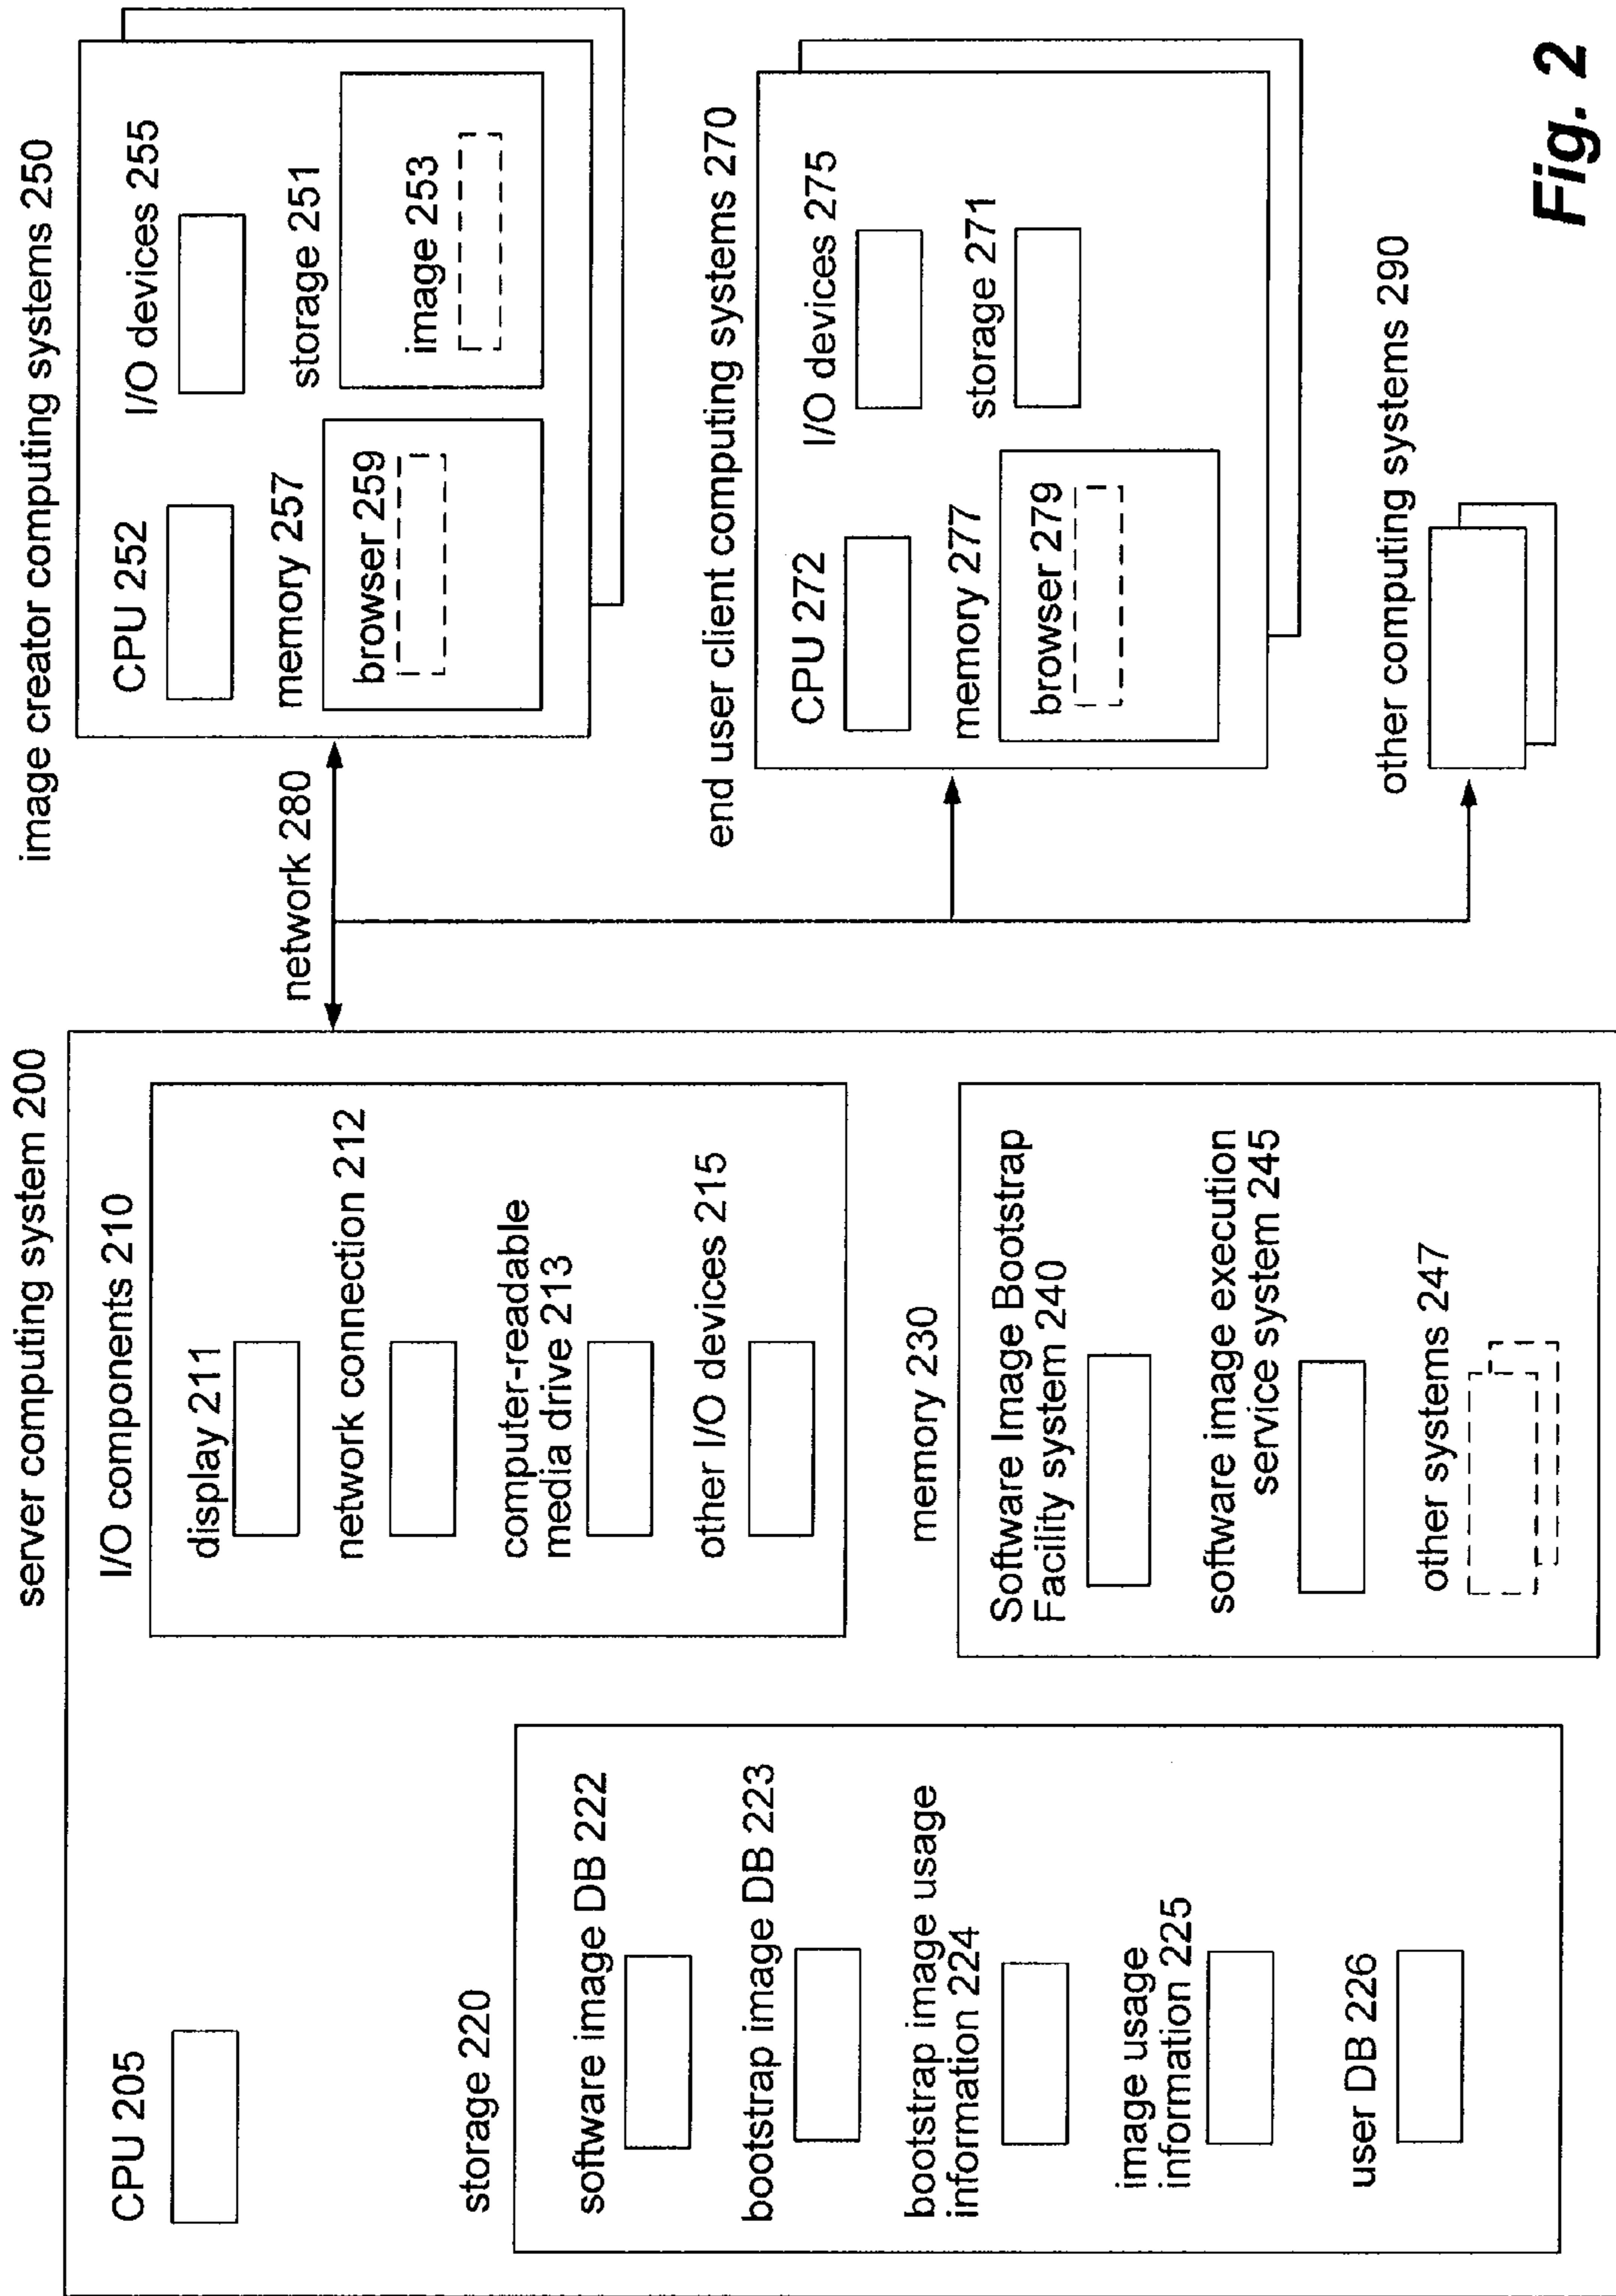 server computing system 200
CPU 205
I/O components 210
display 211
network connection 212
computer-readable
media drive 213
other I/O devices 215
storage 220
software image DB 222
bootstrap image DB 223
bootstrap image usage
information 224
image usage
information 225
user DB 226
memory 230
Software Image Bootstrap
Facility system 240
software image execution
service system 245
other systems 247
network 280
image creator computing systems 250
CPU 252
I/O devices 255
memory 257
browser 259
storage 251
image 253
end user client computing systems 270
CPU 272
I/O devices 275
memory 277
browser 279
storage 271
other computing systems 290
Fig. 2